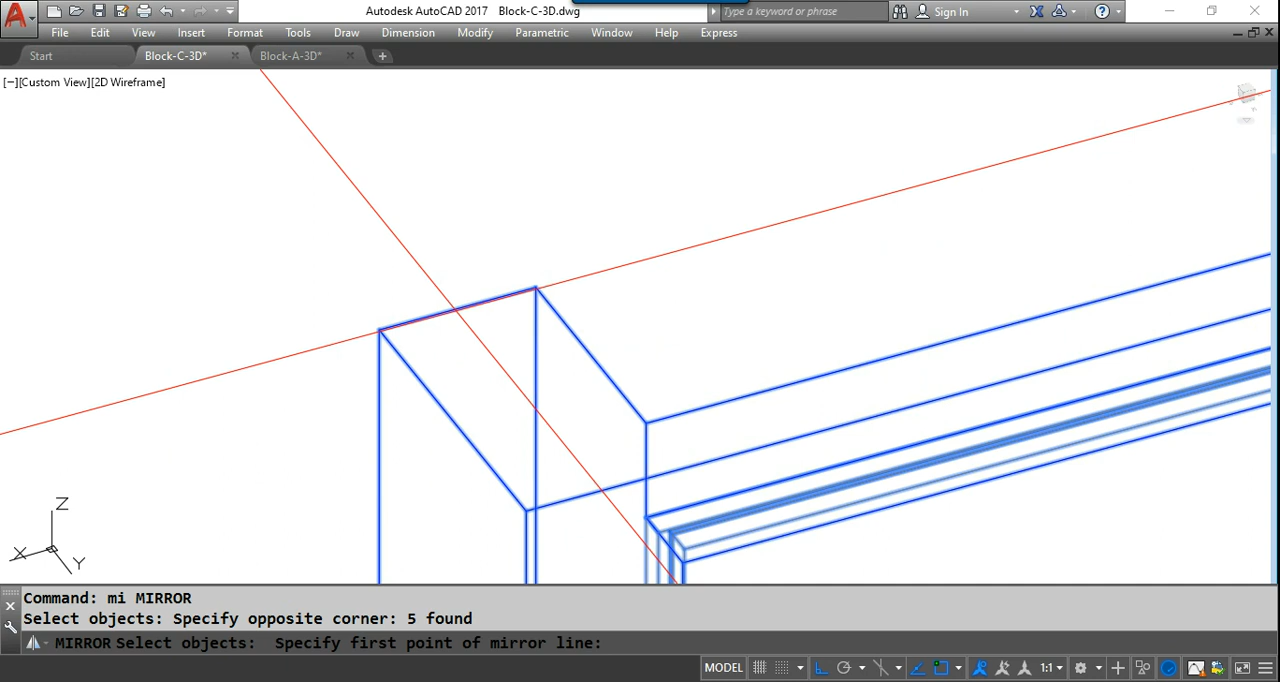 Autodesk AutoCAD 2017 Block-C-3D.dwg Type a keyword or phrase Sign In
File Edit View Insert Format Tools Draw Dimension Modify Parametric Window Help Express
Start Block-C-3D* Block-A-3D*
[−][Custom View][2D Wireframe]
Z
X
Y
Command: mi MIRROR
Select objects: Specify opposite corner: 5 found
MIRROR Select objects: Specify first point of mirror line:
MODEL 1:1